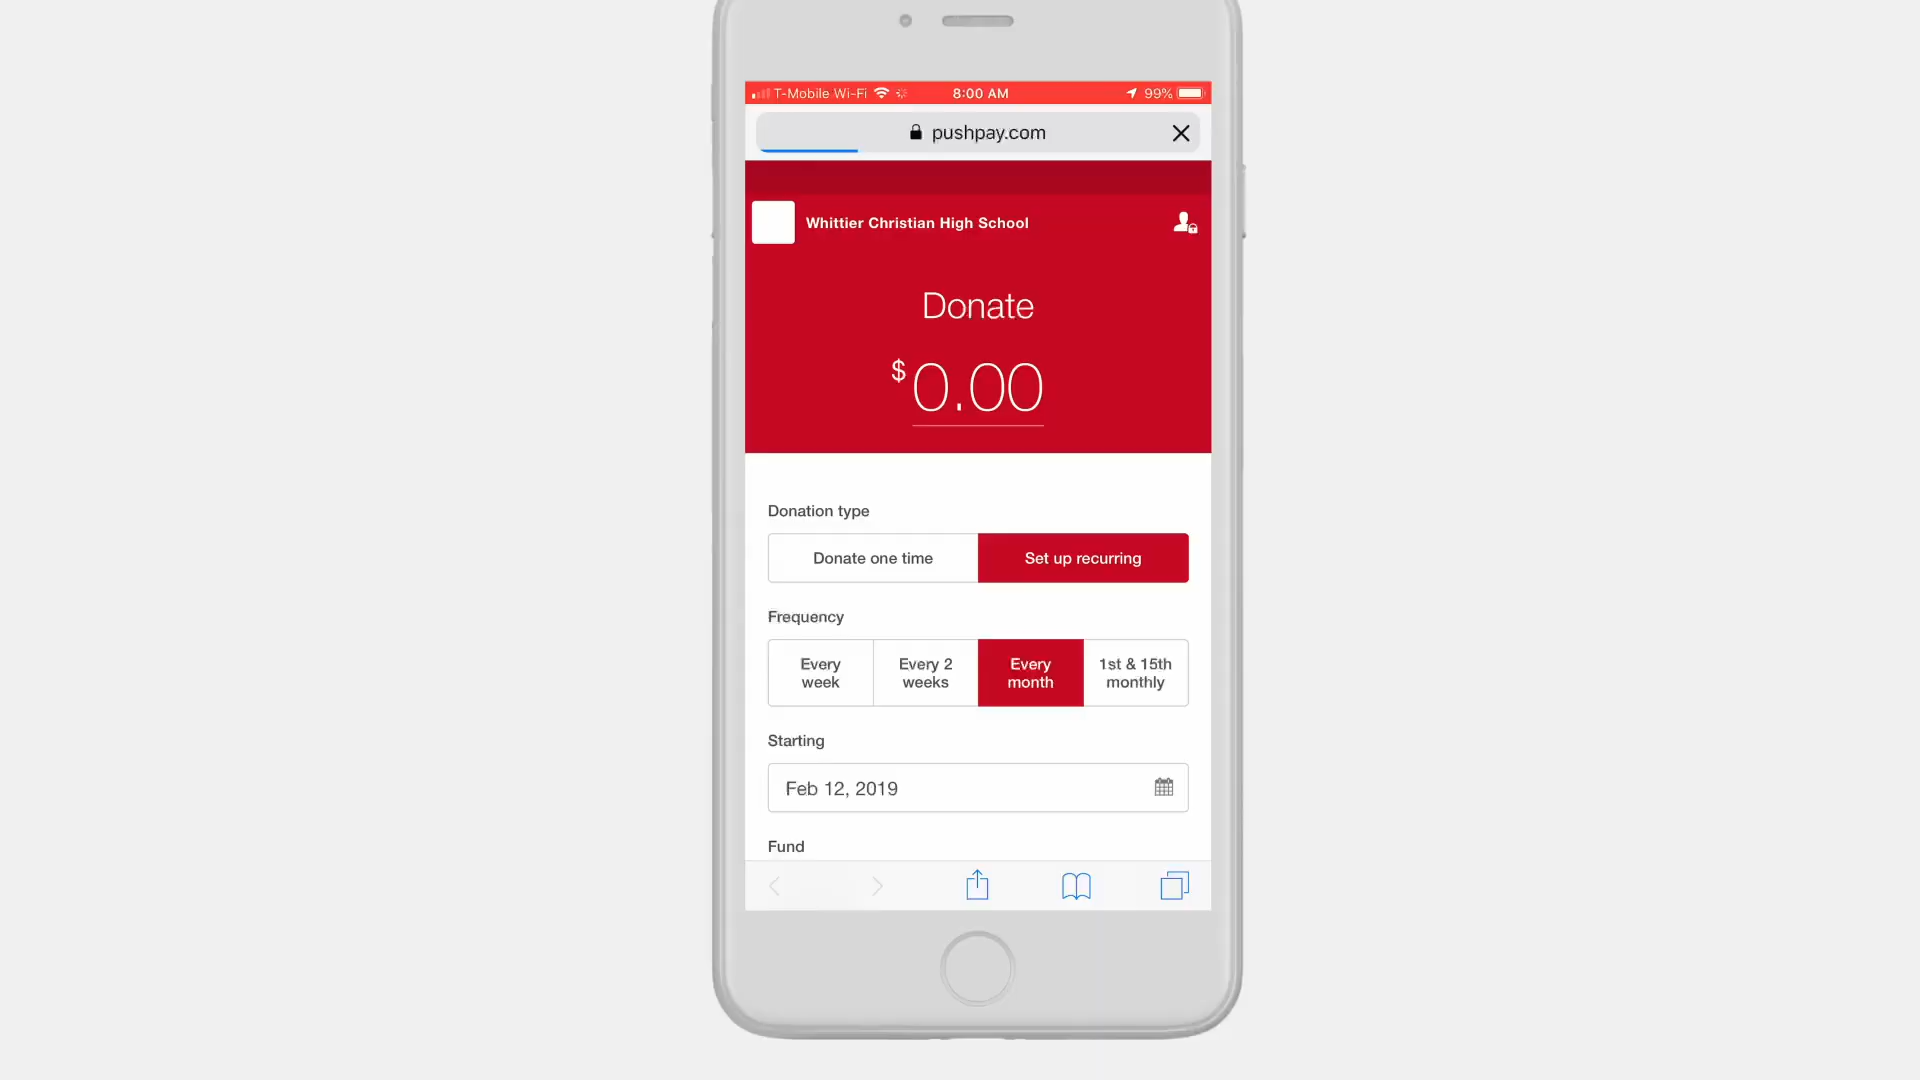 T-Mobile Wi-Fi 8:00 AM 99%
pushpay.com
Whittier Christian High School
Donate
$0.00
Donation type
Donate one time Set up recurring
Frequency
Every week Every 2 weeks Every month 1st & 15th monthly
Starting
Feb 12, 2019
Fund